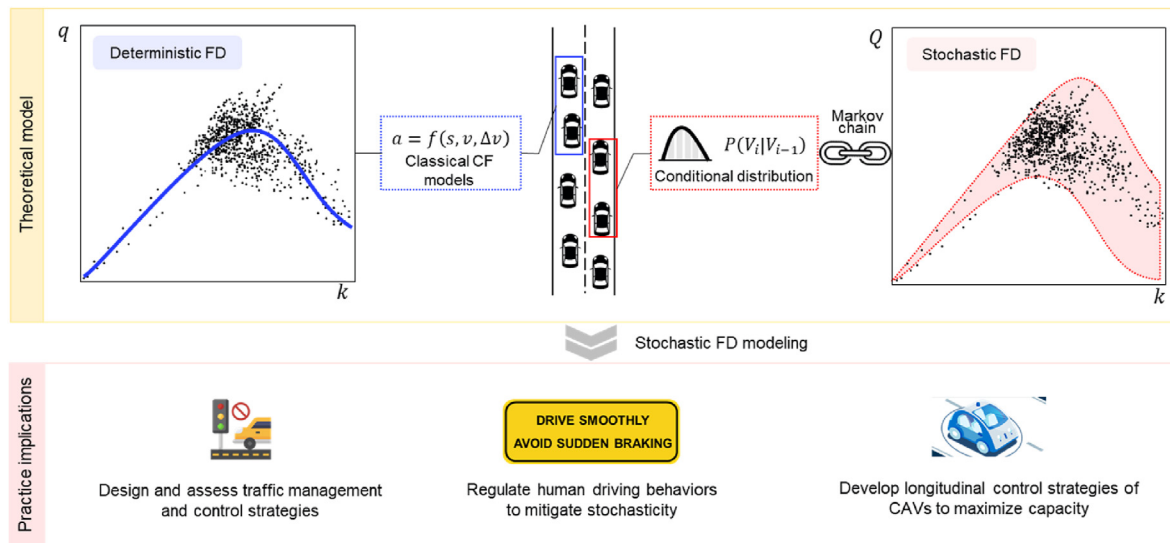 Theoretical model
q
Deterministic FD
k
a = f(s, v, Δv)
Classical CF
models
P(V_i|V_{i−1})
Conditional distribution
Markov
chain
Q
Stochastic FD
k
Stochastic FD modeling
Practice implications
Design and assess traffic management
and control strategies
DRIVE SMOOTHLY
AVOID SUDDEN BRAKING
Regulate human driving behaviors
to mitigate stochasticity
Develop longitudinal control strategies of
CAVs to maximize capacity